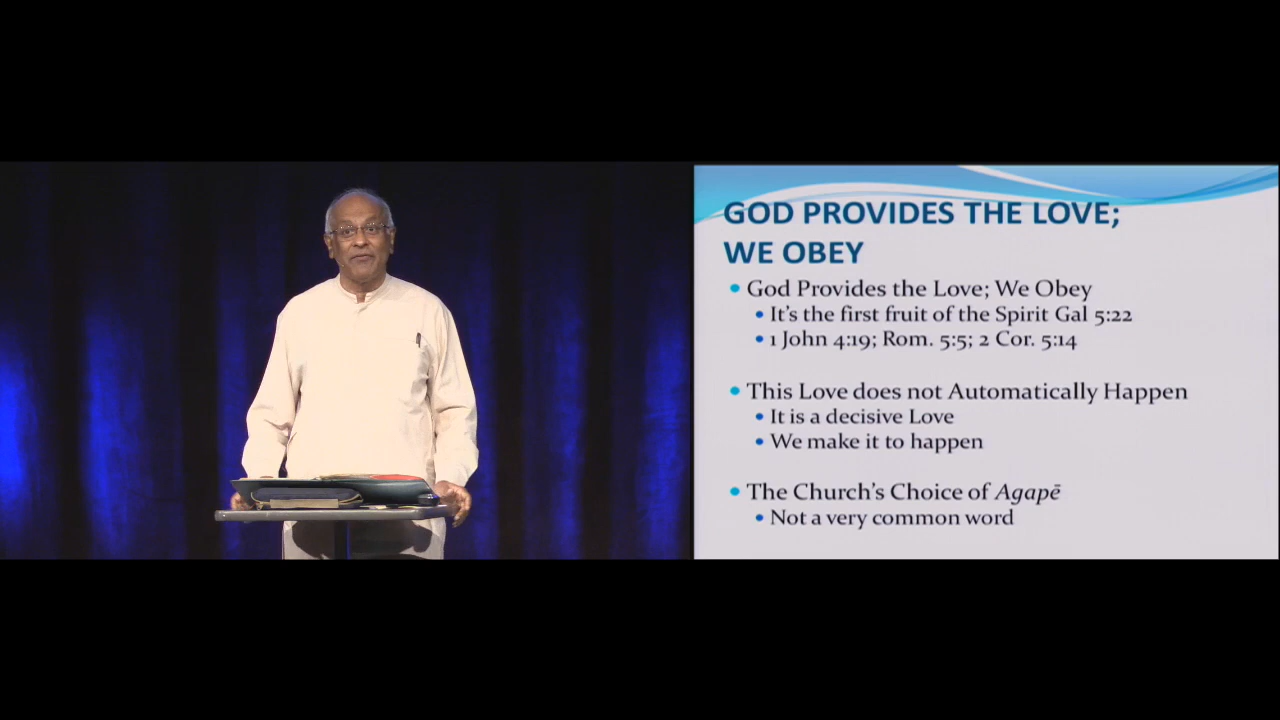 GOD PROVIDES THE LOVE;
WE OBEY
• God Provides the Love; We Obey
• It's the first fruit of the Spirit Gal 5:22
• 1 John 4:19; Rom. 5:5; 2 Cor. 5:14
• This Love does not Automatically Happen
• It is a decisive Love
• We make it to happen
• The Church's Choice of Agapē
• Not a very common word